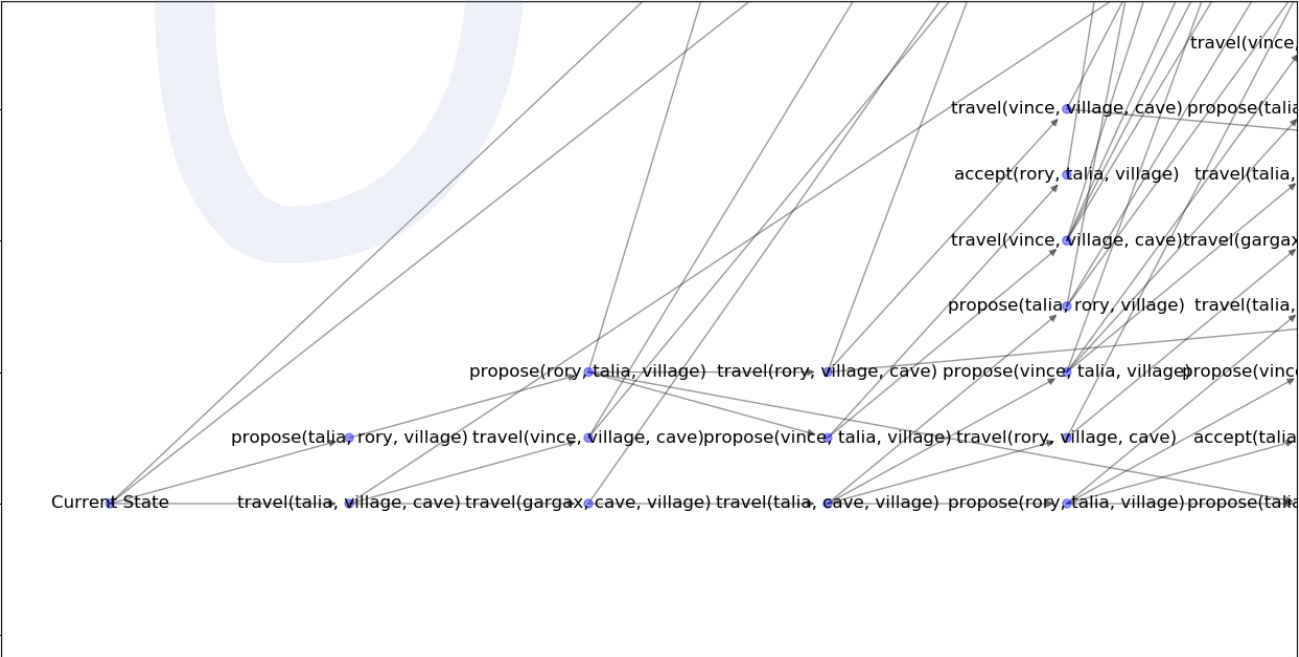 travel(vince,
travel(vince, village, cave) propose(talia
accept(rory, talia, village) travel(talia,
travel(vince, village, cave) travel(gargax
propose(talia, rory, village) travel(talia,
propose(rory, talia, village) travel(rory, village, cave) propose(vince, talia, village) propose(vince
propose(talia, rory, village) travel(vince, village, cave) propose(vince, talia, village) travel(rory, village, cave) accept(talia
Current State travel(talia, village, cave) travel(gargax, cave, village) travel(talia, cave, village) propose(rory, talia, village) propose(talia